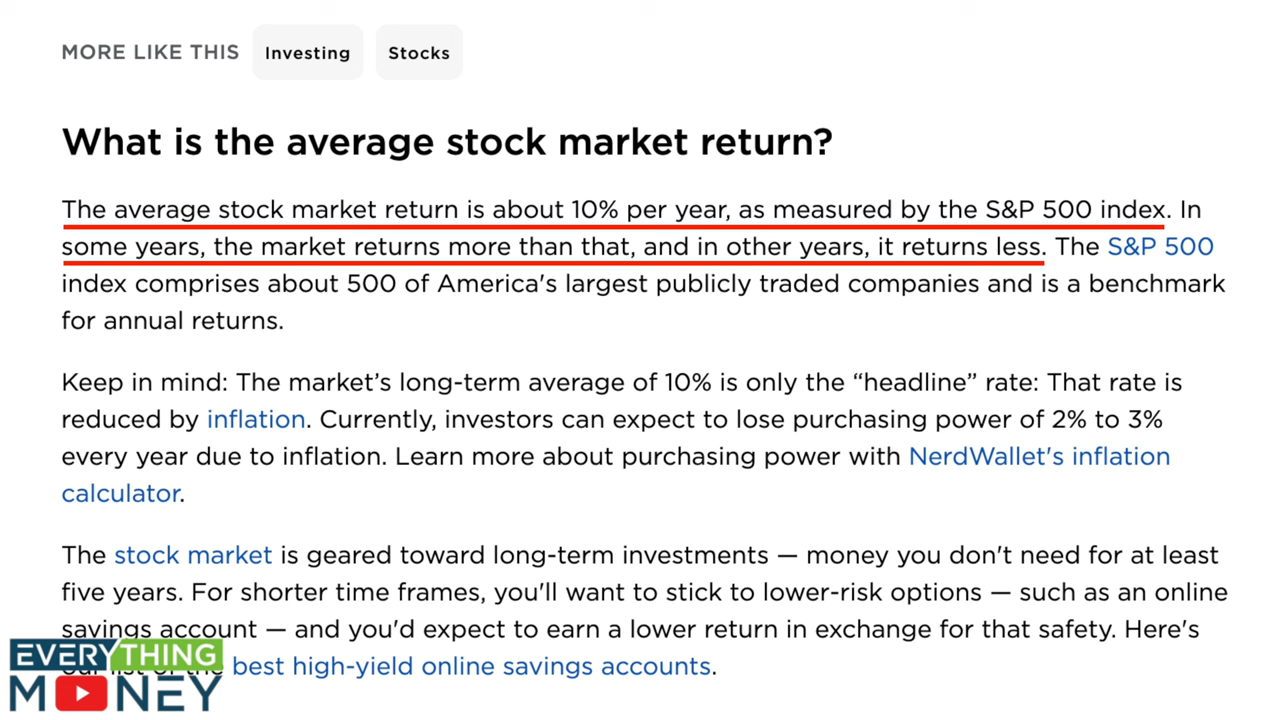 MORE LIKE THIS Investing Stocks
What is the average stock market return?
The average stock market return is about 10% per year, as measured by the S&P 500 index. In
some years, the market returns more than that, and in other years, it returns less. The S&P 500
index comprises about 500 of America's largest publicly traded companies and is a benchmark
for annual returns.
Keep in mind: The market’s long-term average of 10% is only the “headline” rate: That rate is
reduced by inflation. Currently, investors can expect to lose purchasing power of 2% to 3%
every year due to inflation. Learn more about purchasing power with NerdWallet's inflation
calculator.
The stock market is geared toward long-term investments — money you don't need for at least
five years. For shorter time frames, you'll want to stick to lower-risk options — such as an online
savings account — and you'd expect to earn a lower return in exchange for that safety. Here's
our list of the best high-yield online savings accounts.
EVERYTHING
MONEY